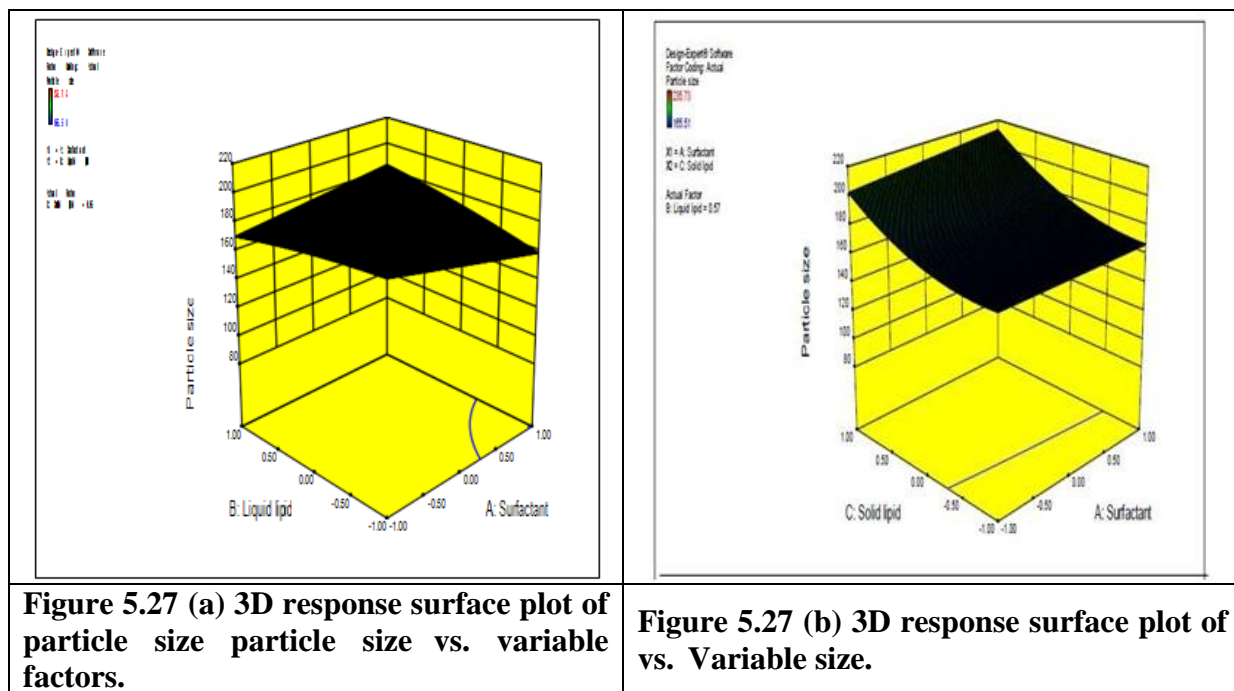 Particle size
220
200
180
160
140
120
100
80
1.00
0.50
0.00
-0.50
-1.00
-1.00
-0.50
0.00
0.50
1.00
B: Liquid lipid
A: Surfactant
Design-Expert® Software
Factor Coding: Actual
Particle size
165.51
X1 = A: Surfactant
X2 = C: Solid lipid
Actual Factor
B: Liquid lipid = 0.57
Particle size
220
200
180
160
140
120
100
80
1.00
0.50
0.00
-0.50
-1.00
-1.00
-0.50
0.00
0.50
1.00
C: Solid lipid
A: Surfactant
Figure 5.27 (a) 3D response surface plot of
particle size particle size vs. variable
factors.
Figure 5.27 (b) 3D response surface plot of
vs. Variable size.